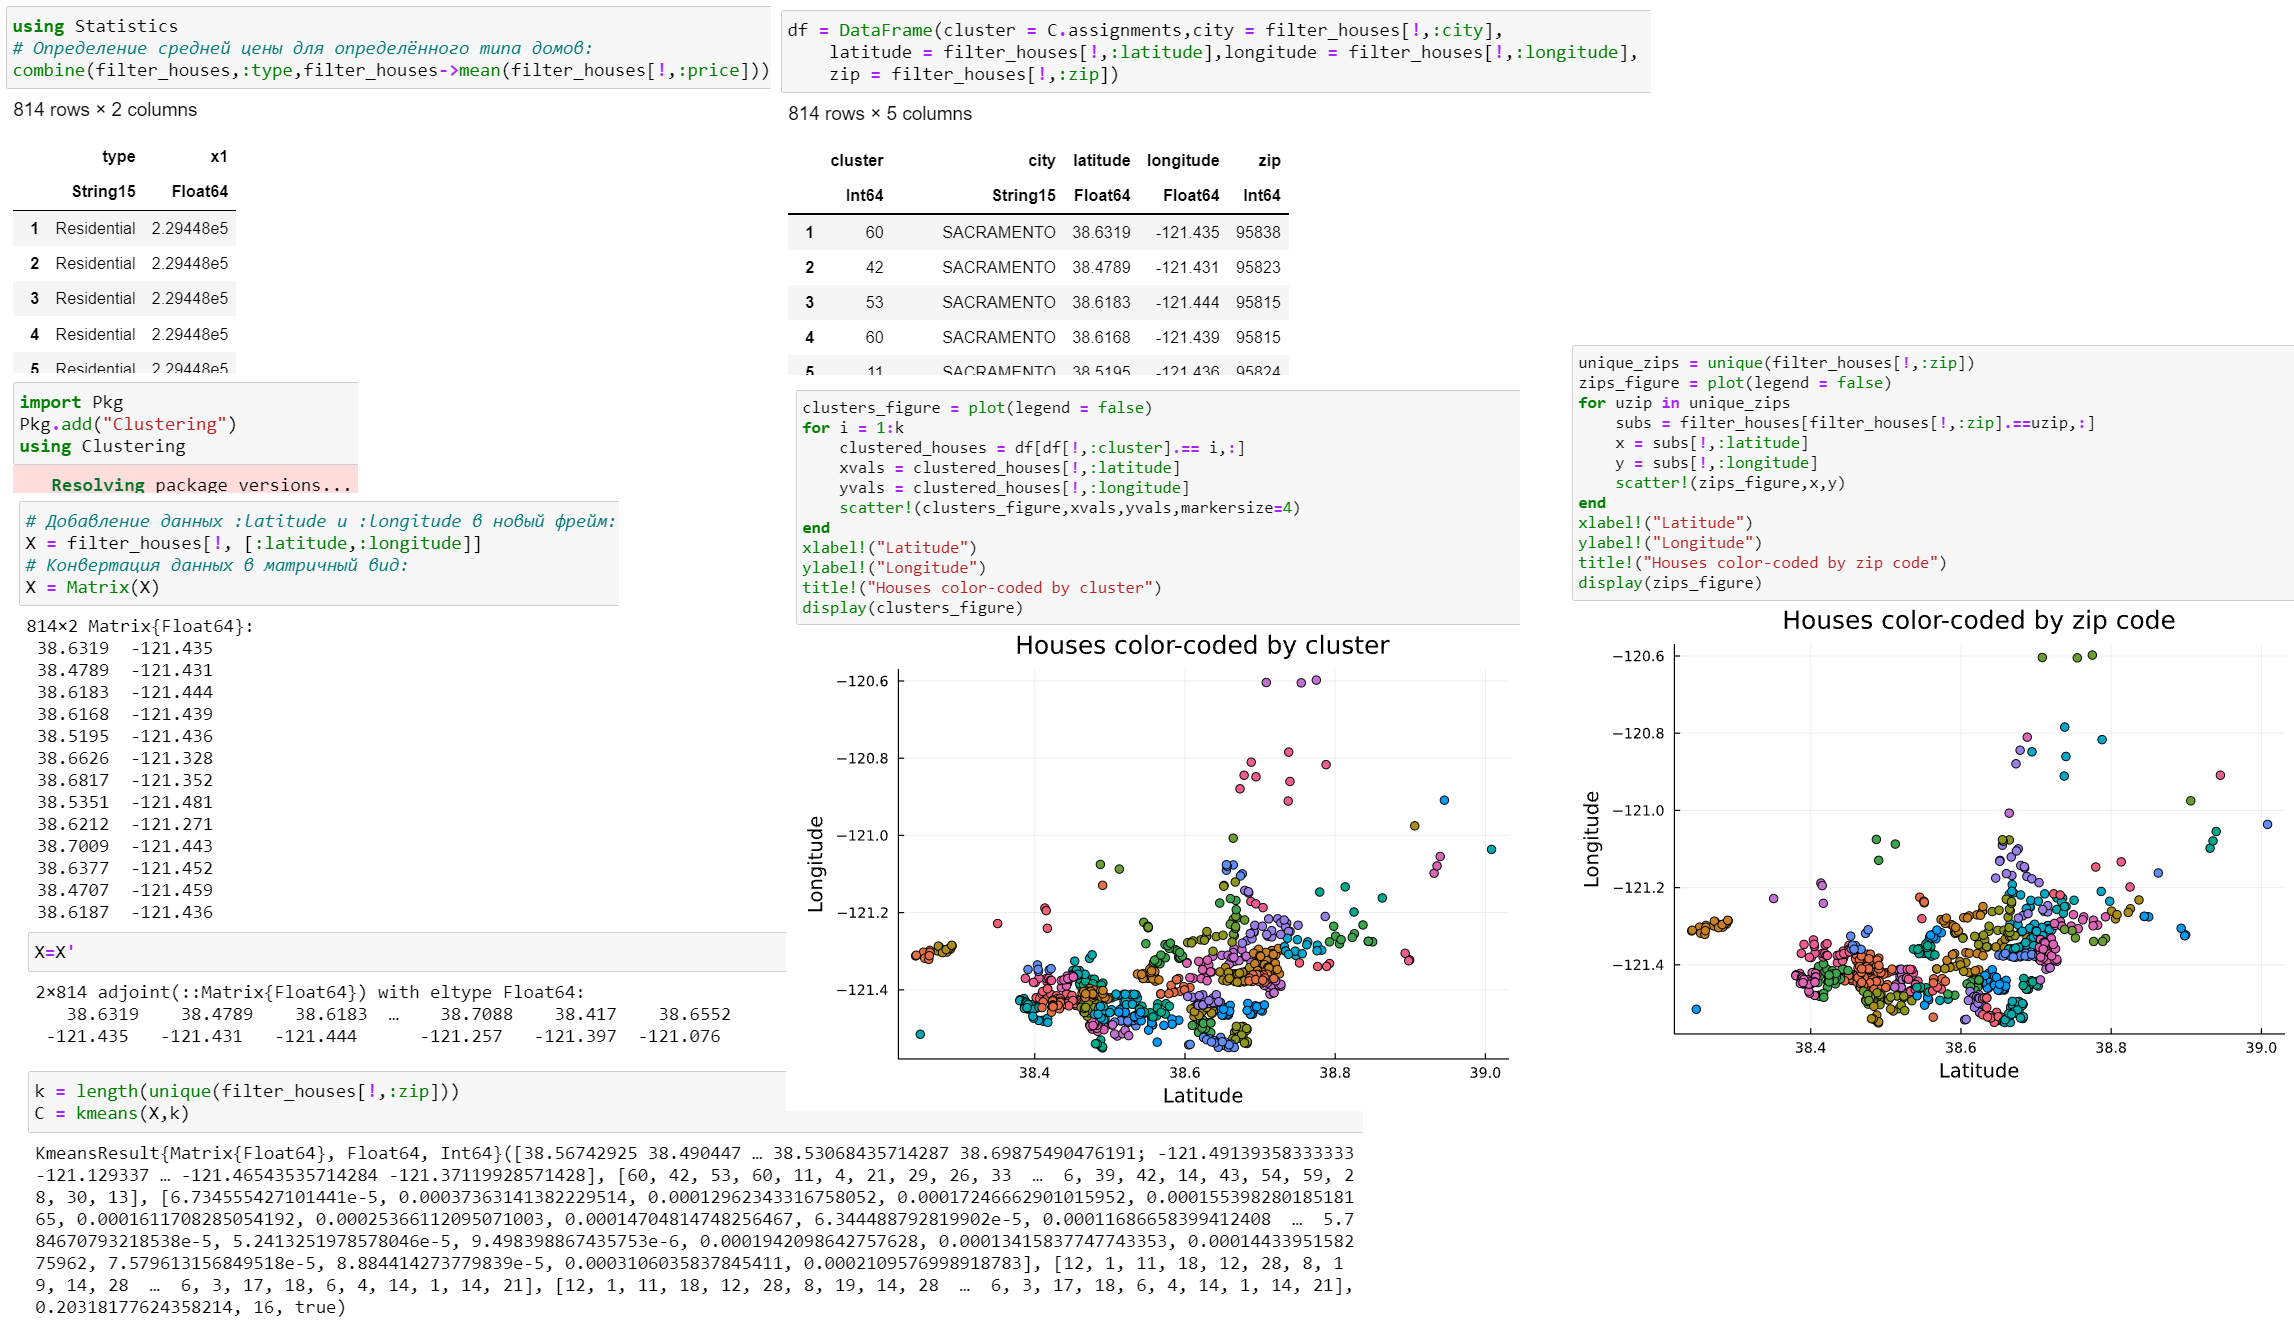 using Statistics
# Определение средней цены для определённого типа домов:
combine(filter_houses,:type,filter_houses->mean(filter_houses[!,:price]))
814 rows × 2 columns
type x1
String15 Float64
1 Residential 2.29448e5
2 Residential 2.29448e5
3 Residential 2.29448e5
4 Residential 2.29448e5
5 Residential 2.29448e5
import Pkg
Pkg.add("Clustering")
using Clustering
Resolving package versions...
# Добавление данных :latitude и :longitude в новый фрейм:
X = filter_houses[!, [:latitude,:longitude]]
# Конвертация данных в матричный вид:
X = Matrix(X)
814×2 Matrix{Float64}:
38.6319 -121.435
38.4789 -121.431
38.6183 -121.444
38.6168 -121.439
38.5195 -121.436
38.6626 -121.328
38.6817 -121.352
38.5351 -121.481
38.6212 -121.271
38.7009 -121.443
38.6377 -121.452
38.4707 -121.459
38.6187 -121.436
X=X'
2×814 adjoint(::Matrix{Float64}) with eltype Float64:
38.6319 38.4789 38.6183 … 38.7088 38.417 38.6552
-121.435 -121.431 -121.444 -121.257 -121.397 -121.076
k = length(unique(filter_houses[!,:zip]))
C = kmeans(X,k)
KmeansResult{Matrix{Float64}, Float64, Int64}([38.56742925 38.490447 … 38.53068435714287 38.69875490476191; -121.49139358333333
-121.129337 … -121.46543535714284 -121.37119928571428], [60, 42, 53, 60, 11, 4, 21, 29, 26, 33 … 6, 39, 42, 14, 43, 54, 59, 2
8, 30, 13], [6.734555427101441e-5, 0.00037363141382229514, 0.00012962343316758052, 0.00017246662901015952, 0.000155398280185181
65, 0.0001611708285054192, 0.00025366112095071003, 0.00014704814748256467, 6.344488792819902e-5, 0.00011686658399412408 … 5.7
84670793218538e-5, 5.2413251978578046e-5, 9.498398867435753e-6, 0.0001942098642757628, 0.00013415837747743353, 0.00014433951582
75962, 7.579613156849518e-5, 8.884414273779839e-5, 0.0003106035837845411, 0.0002109576998918783], [12, 1, 11, 18, 12, 28, 8, 1
9, 14, 28 … 6, 3, 17, 18, 6, 4, 14, 1, 14, 21], [12, 1, 11, 18, 12, 28, 8, 19, 14, 28 … 6, 3, 17, 18, 6, 4, 14, 1, 14, 21],
0.20318177624358214, 16, true)
df = DataFrame(cluster = C.assignments,city = filter_houses[!,:city],
latitude = filter_houses[!,:latitude],longitude = filter_houses[!,:longitude],
zip = filter_houses[!,:zip])
814 rows × 5 columns
cluster city latitude longitude zip
Int64 String15 Float64 Float64 Int64
1 60 SACRAMENTO 38.6319 -121.435 95838
2 42 SACRAMENTO 38.4789 -121.431 95823
3 53 SACRAMENTO 38.6183 -121.444 95815
4 60 SACRAMENTO 38.6168 -121.439 95815
5 11 SACRAMENTO 38.5195 -121.436 95824
clusters_figure = plot(legend = false)
for i = 1:k
clustered_houses = df[df[!,:cluster].== i,:]
xvals = clustered_houses[!,:latitude]
yvals = clustered_houses[!,:longitude]
scatter!(clusters_figure,xvals,yvals,markersize=4)
end
xlabel!("Latitude")
ylabel!("Longitude")
title!("Houses color-coded by cluster")
display(clusters_figure)
Houses color-coded by cluster
−120.6
−120.8
−121.0
−121.2
−121.4
Longitude
38.4 38.6 38.8 39.0
Latitude
unique_zips = unique(filter_houses[!,:zip])
zips_figure = plot(legend = false)
for uzip in unique_zips
subs = filter_houses[filter_houses[!,:zip].==uzip,:]
x = subs[!,:latitude]
y = subs[!,:longitude]
scatter!(zips_figure,x,y)
end
xlabel!("Latitude")
ylabel!("Longitude")
title!("Houses color-coded by zip code")
display(zips_figure)
Houses color-coded by zip code
−120.6
−120.8
−121.0
−121.2
−121.4
Longitude
38.4 38.6 38.8 39.0
Latitude